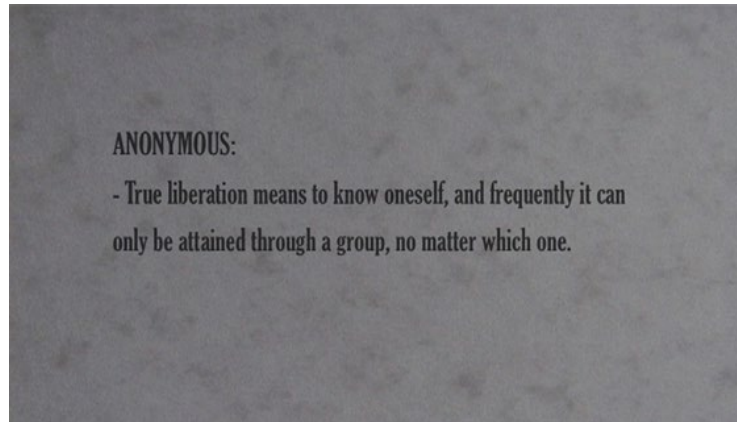 ANONYMOUS:
- True liberation means to know oneself, and frequently it can
only be attained through a group, no matter which one.